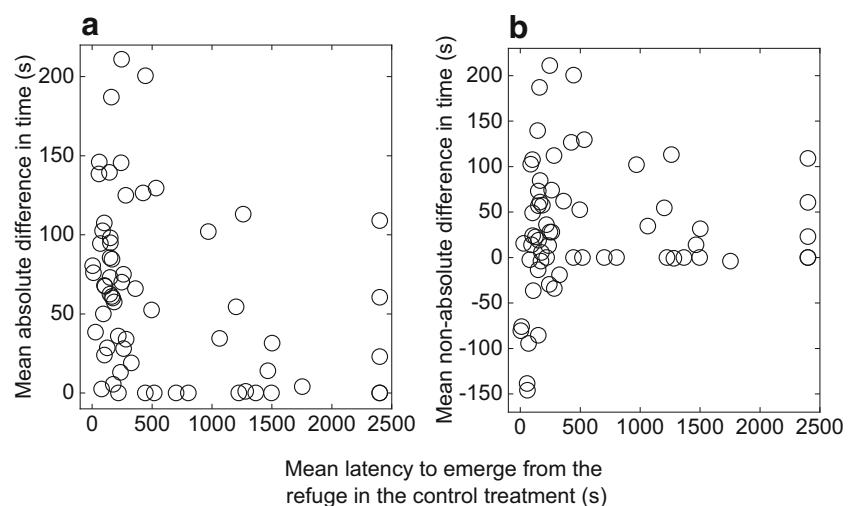 a
Mean absolute difference in time (s)
200
150
100
50
0
0 500 1000 1500 2000 2500
b
Mean non-absolute difference in time (s)
200
150
100
50
0
-50
-100
-150
0 500 1000 1500 2000 2500
Mean latency to emerge from the
refuge in the control treatment (s)